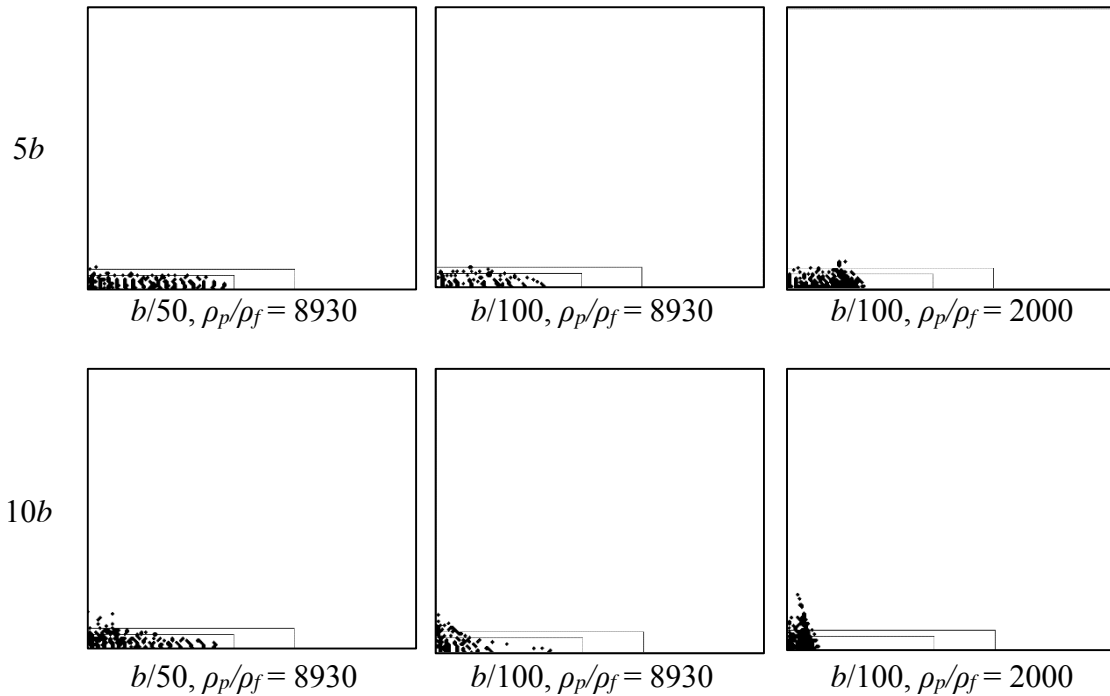 5b
b/50, ρp/ρf = 8930
b/100, ρp/ρf = 8930
b/100, ρp/ρf = 2000
10b
b/50, ρp/ρf = 8930
b/100, ρp/ρf = 8930
b/100, ρp/ρf = 2000